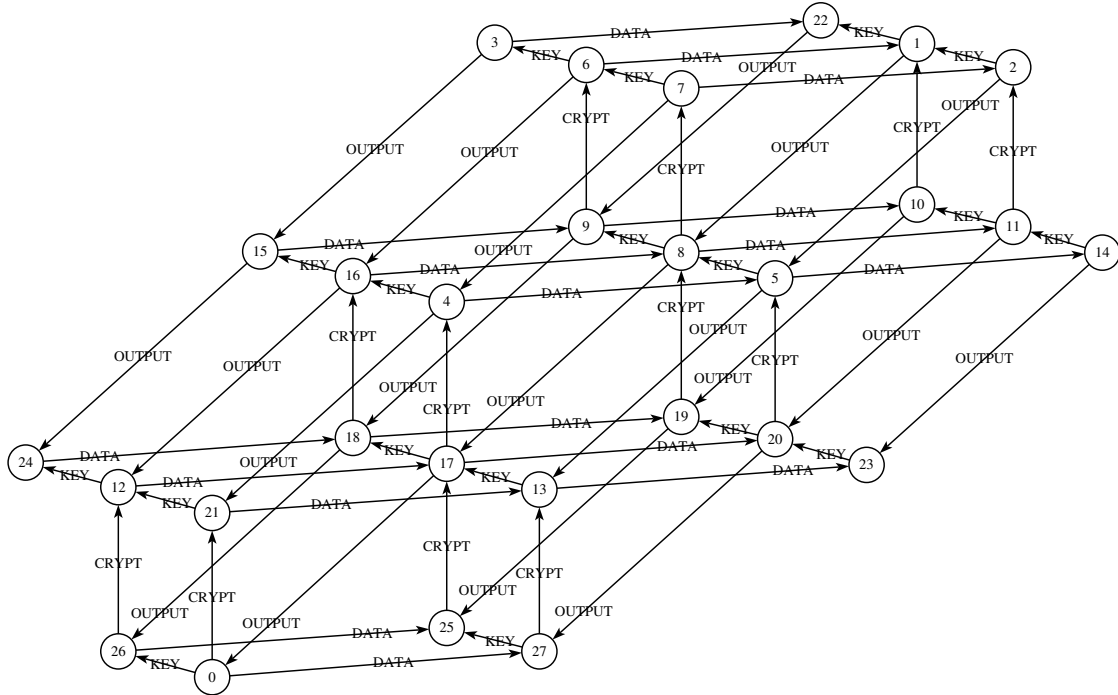 22
3
DATA
KEY
1
KEY
6
DATA
OUTPUT
2
KEY
7
KEY
DATA
OUTPUT
CRYPT
CRYPT
OUTPUT
OUTPUT
OUTPUT
CRYPT
CRYPT
10
DATA
KEY
9
11
OUTPUT
KEY
15
DATA
KEY
8
DATA
14
KEY
16
DATA
KEY
5
KEY
4
DATA
CRYPT
CRYPT
OUTPUT
OUTPUT
OUTPUT
OUTPUT
OUTPUT
CRYPT
OUTPUT
CRYPT
OUTPUT
OUTPUT
19
DATA
KEY
18
20
24
DATA
KEY
17
DATA
KEY
23
OUTPUT
DATA
KEY
12
DATA
KEY
13
KEY
21
DATA
CRYPT
CRYPT
CRYPT
CRYPT
OUTPUT
OUTPUT
OUTPUT
OUTPUT
25
DATA
KEY
26
27
KEY
DATA
0